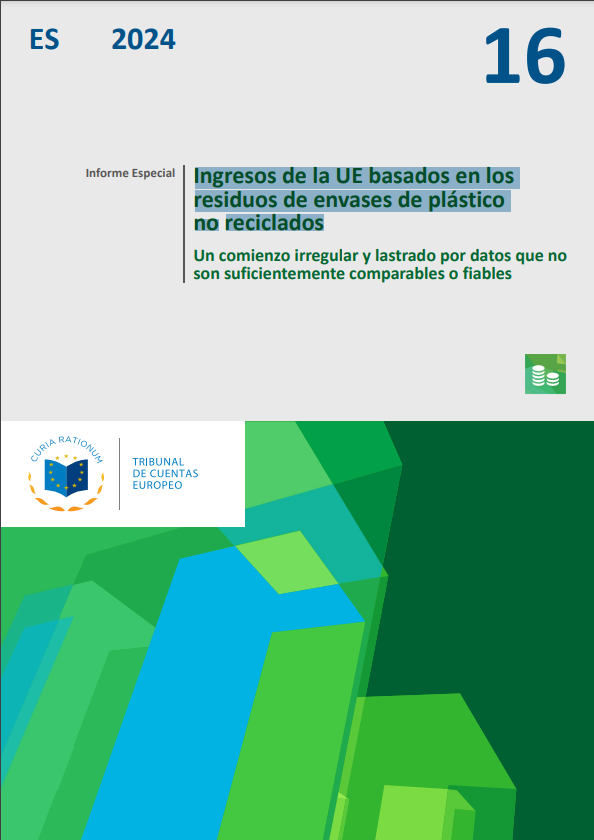 ES 2024 16
Informe Especial
Ingresos de la UE basados en los
residuos de envases de plástico
no reciclados
Un comienzo irregular y lastrado por datos que no
son suficientemente comparables o fiables
CURIA RATIONUM
TRIBUNAL
DE CUENTAS
EUROPEO